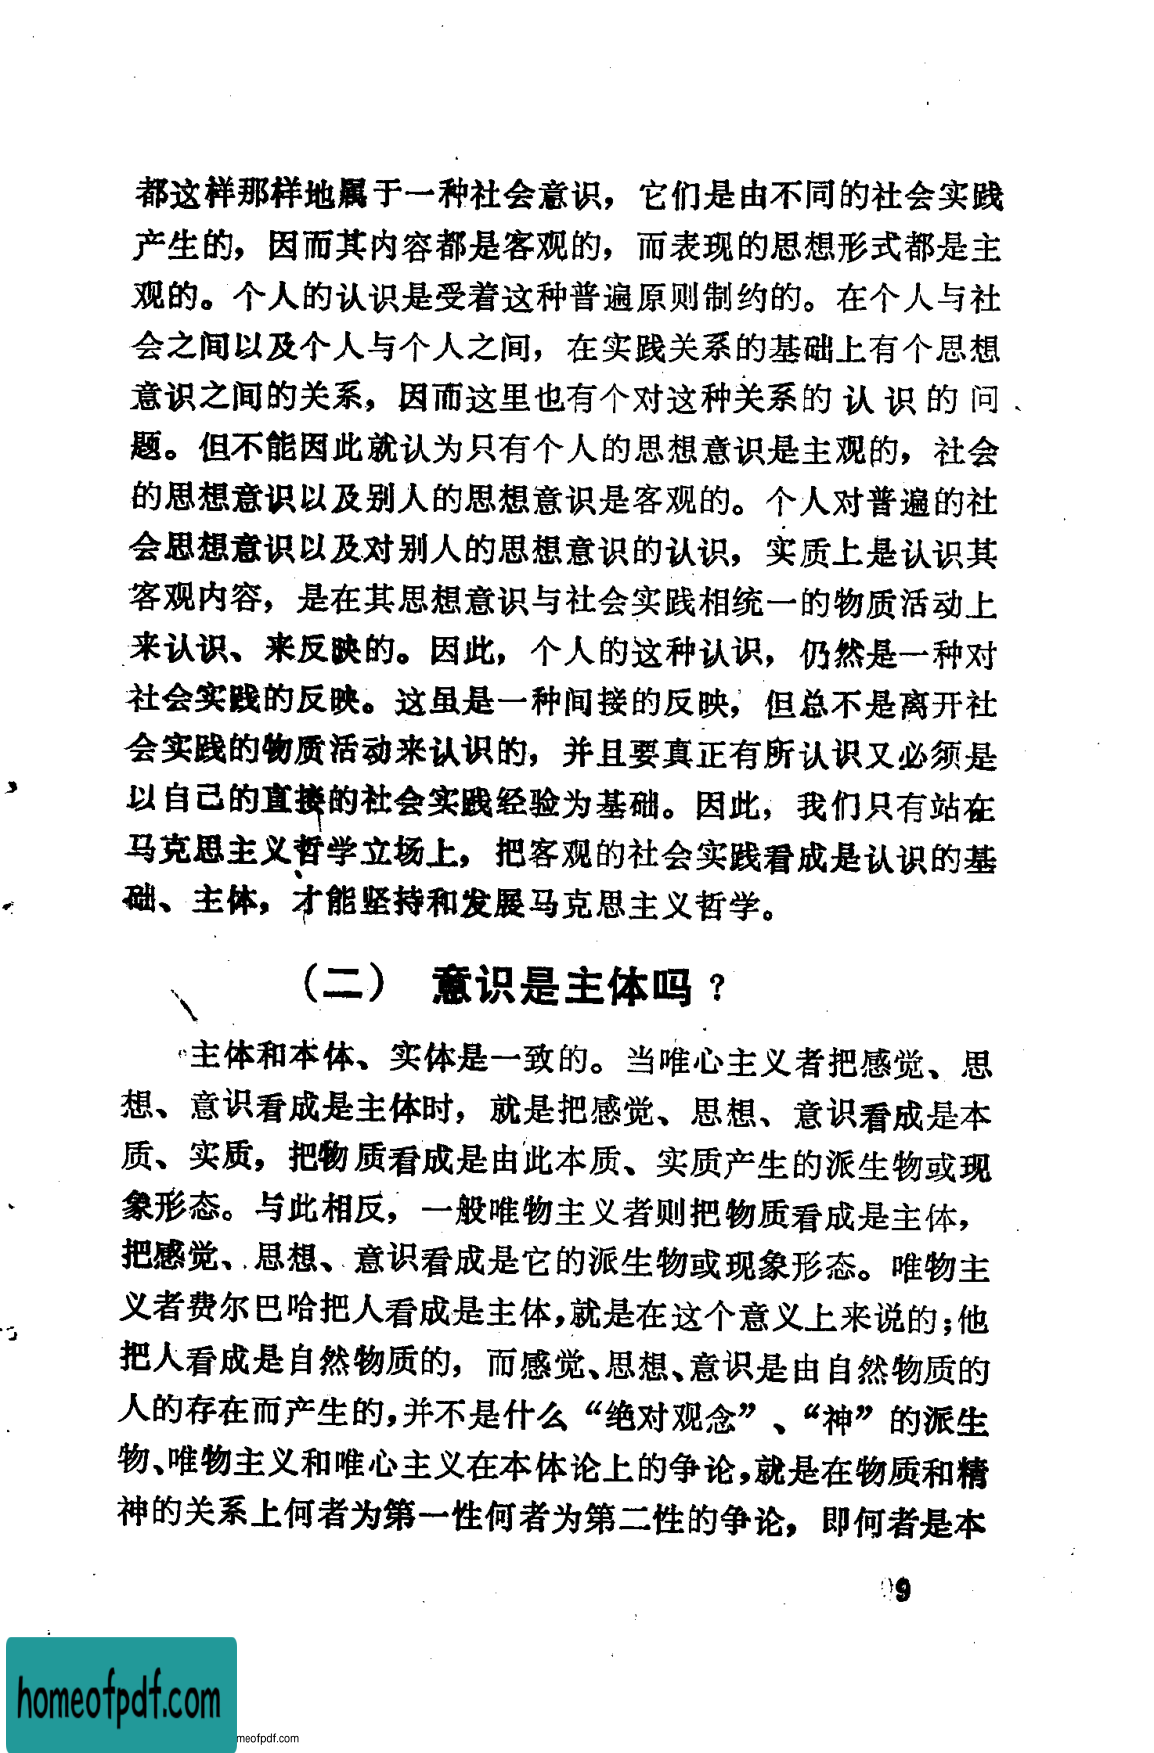 都这样那样地属于一种社会意识，它们是由不同的社会实践
产生的，因而其内容都是客观的，而表现的思想形式都是主
观的。个人的认识是受着这种普遍原则制约的。在个人与社
会之间以及个人与个人之间，在实践关系的基础上有个思想
意识之间的关系，因而这里也有个对这种关系的认识的问
题。但不能因此就认为只有个人的思想意识是主观的，社会
的思想意识以及别人的思想意识是客观的。个人对普遍的社
会思想意识以及对别人的思想意识的认识，实质上是认识其
客观内容，是在其思想意识与社会实践相统一的物质活动上
来认识、来反映的。因此，个人的这种认识，仍然是一种对
社会实践的反映。这虽是一种间接的反映，但总不是离开社
会实践的物质活动来认识的，并且要真正有所认识又必须是
以自己的直接的社会实践经验为基础。因此，我们只有站在
马克思主义哲学立场上，把客观的社会实践看成是认识的基
础、主体，才能坚持和发展马克思主义哲学。
（二） 意识是主体吗？
主体和本体、实体是一致的。当唯心主义者把感觉、思
想、意识看成是主体时，就是把感觉、思想、意识看成是本
质、实质，把物质看成是由此本质、实质产生的派生物或现
象形态。与此相反，一般唯物主义者则把物质看成是主体，
把感觉、思想、意识看成是它的派生物或现象形态。唯物主
义者费尔巴哈把人看成是主体，就是在这个意义上来说的；他
把人看成是自然物质的，而感觉、思想、意识是由自然物质的
人的存在而产生的，并不是什么“绝对观念”、“神”的派生
物、唯物主义和唯心主义在本体论上的争论，就是在物质和精
神的关系上何者为第一性何者为第二性的争论，即何者是本
9
homeofpdf.com
meofpdf.com